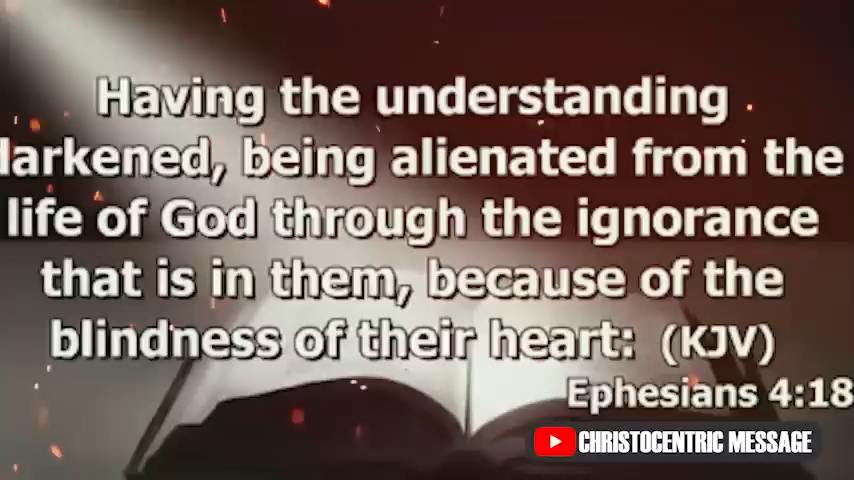 Having the understanding
darkened, being alienated from the
life of God through the ignorance
that is in them, because of the
blindness of their heart: (KJV)
Ephesians 4:18
CHRISTOCENTRIC MESSAGE